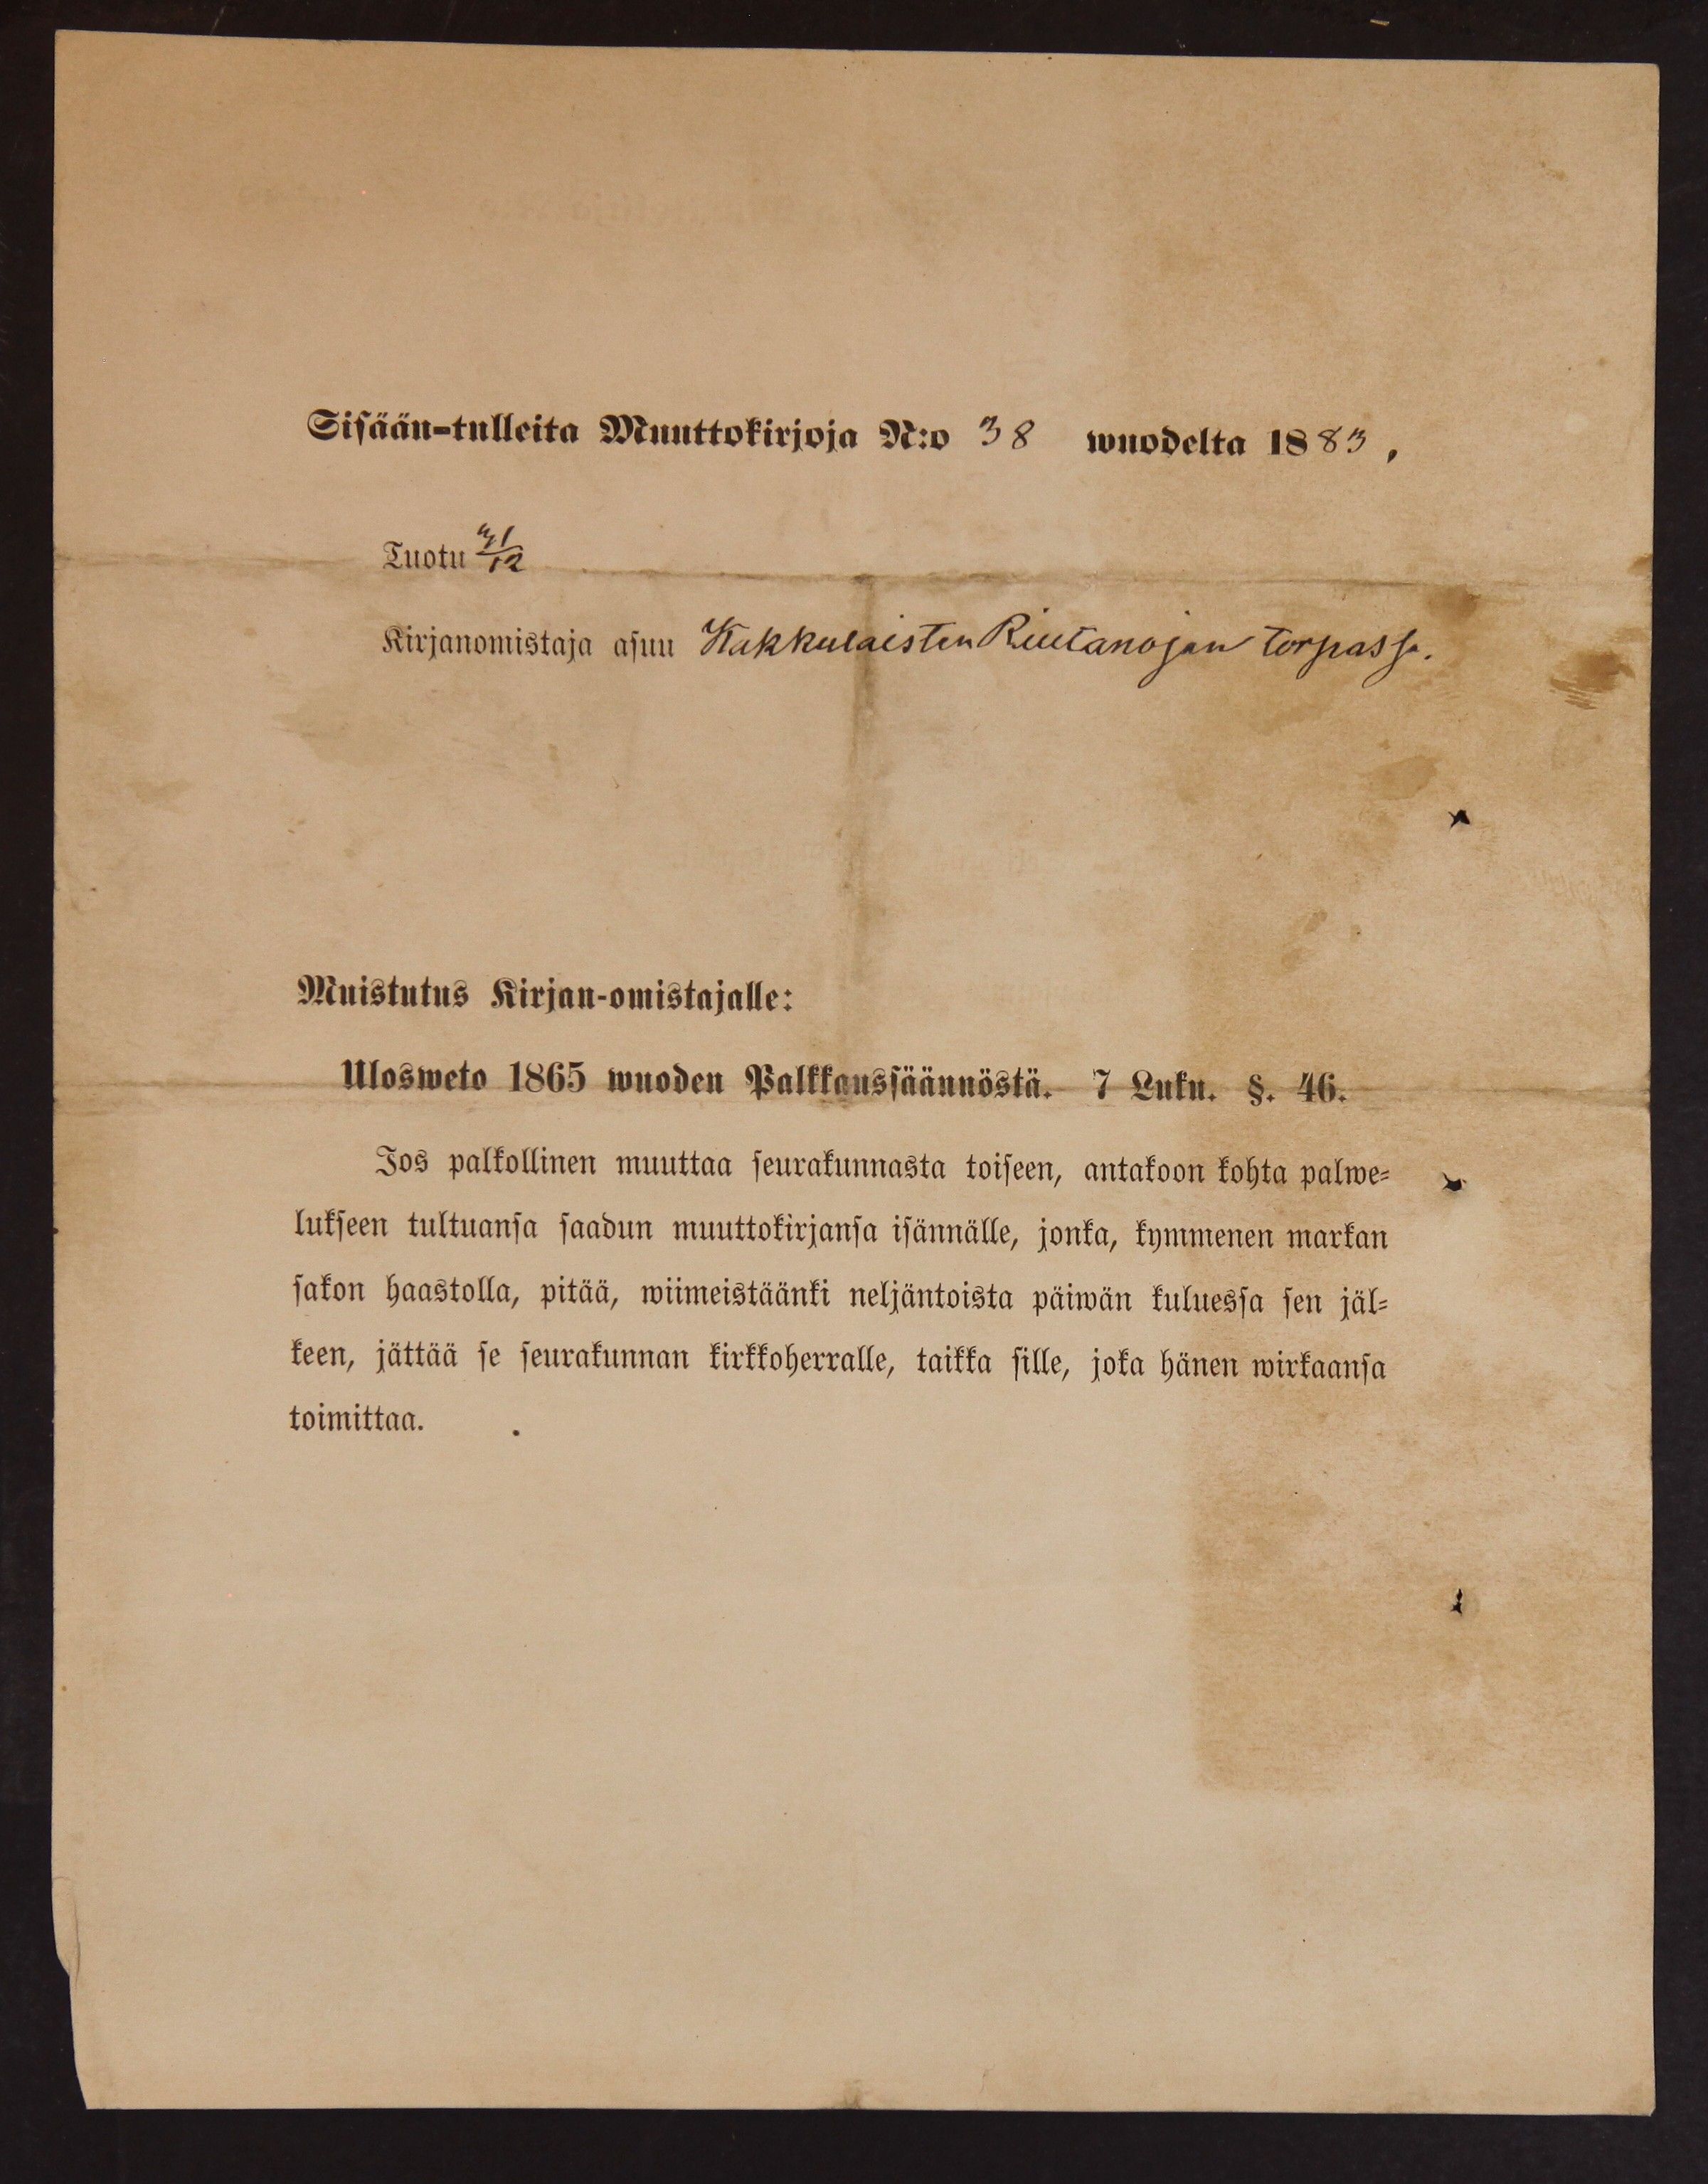 Sisään-tulleita Muuttokirjoja N:o 38 wuodelta 1883,
Tuotu 31/12
Kirjanomistaja asuu Kakkulaisten Riutanojan torpassa.
Muistutus Kirjan-omistajalle:
Ulosweto 1865 wuoden Palkkaussäännöstä. 7 Luku. §. 46.
Jos palkollinen muuttaa seurakunnasta toiseen, antakoon kohta palwe-
lukseen tultuansa saadun muuttokirjansa isännälle, jonka, kymmenen markan
sakon haastolla, pitää, wiimeistäänki neljäntoista päiwän kuluessa sen jäl-
keen, jättää se seurakunnan kirkkoherralle, taikka sille, joka hänen wirkaansa
toimittaa.